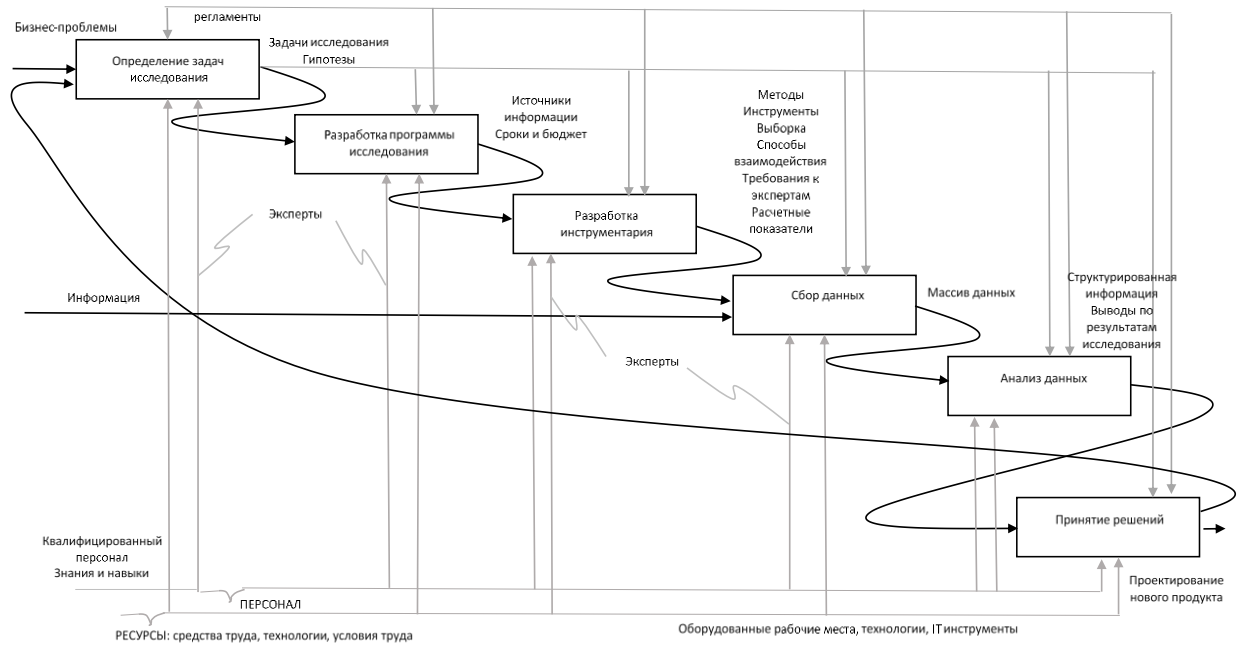 Бизнес-проблемы
регламенты
Определение задач
исследования
Задачи исследования
Гипотезы
Разработка программы
исследования
Источники
информации
Сроки и бюджет
Методы
Инструменты
Выборка
Способы
взаимодействия
Требования к
экспертам
Расчетные
показатели
Разработка
инструментария
Эксперты
Информация
Сбор данных
Массив данных
Структурированная
информация
Выводы по
результатам
исследования
Эксперты
Анализ данных
Принятие решений
Квалифицированный
персонал
Знания и навыки
ПЕРСОНАЛ
Проектирование
нового продукта
РЕСУРСЫ: средства труда, технологии, условия труда
Оборудованные рабочие места, технологии, IT инструменты